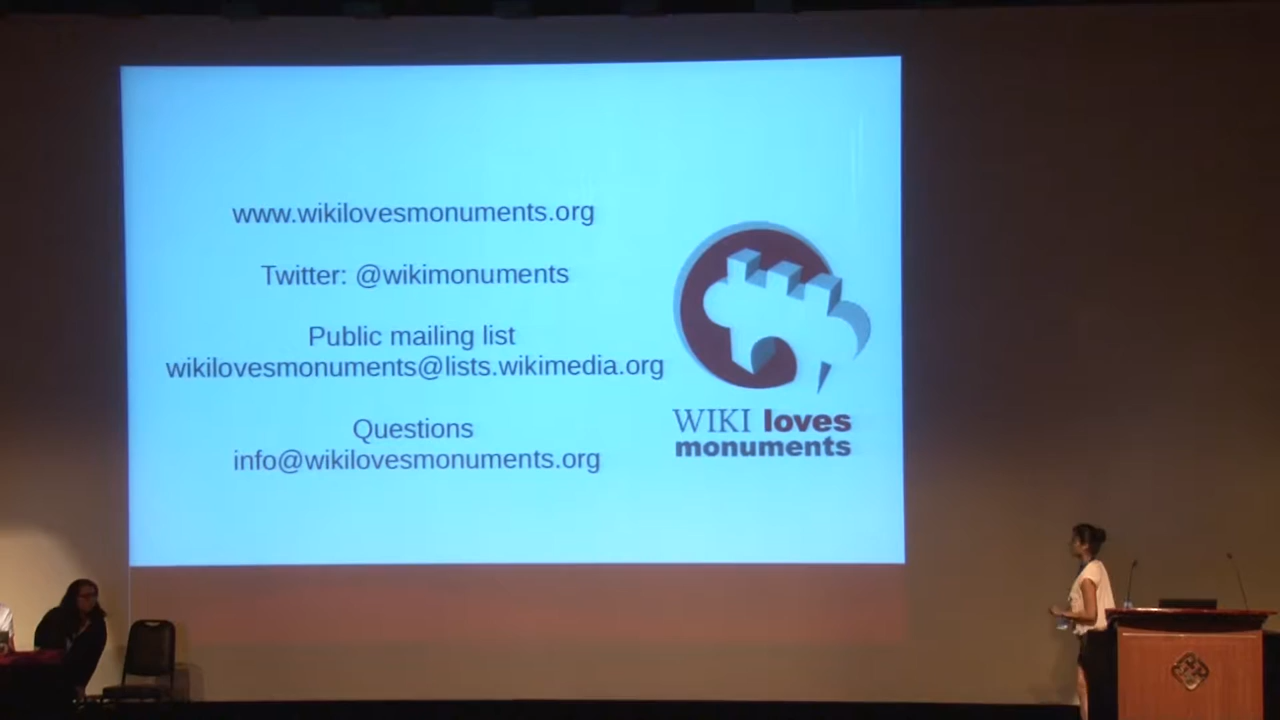 www.wikilovesmonuments.org
Twitter: @wikimonuments
Public mailing list
wikilovesmonuments@lists.wikimedia.org
Questions
info@wikilovesmonuments.org
WIKI loves
monuments